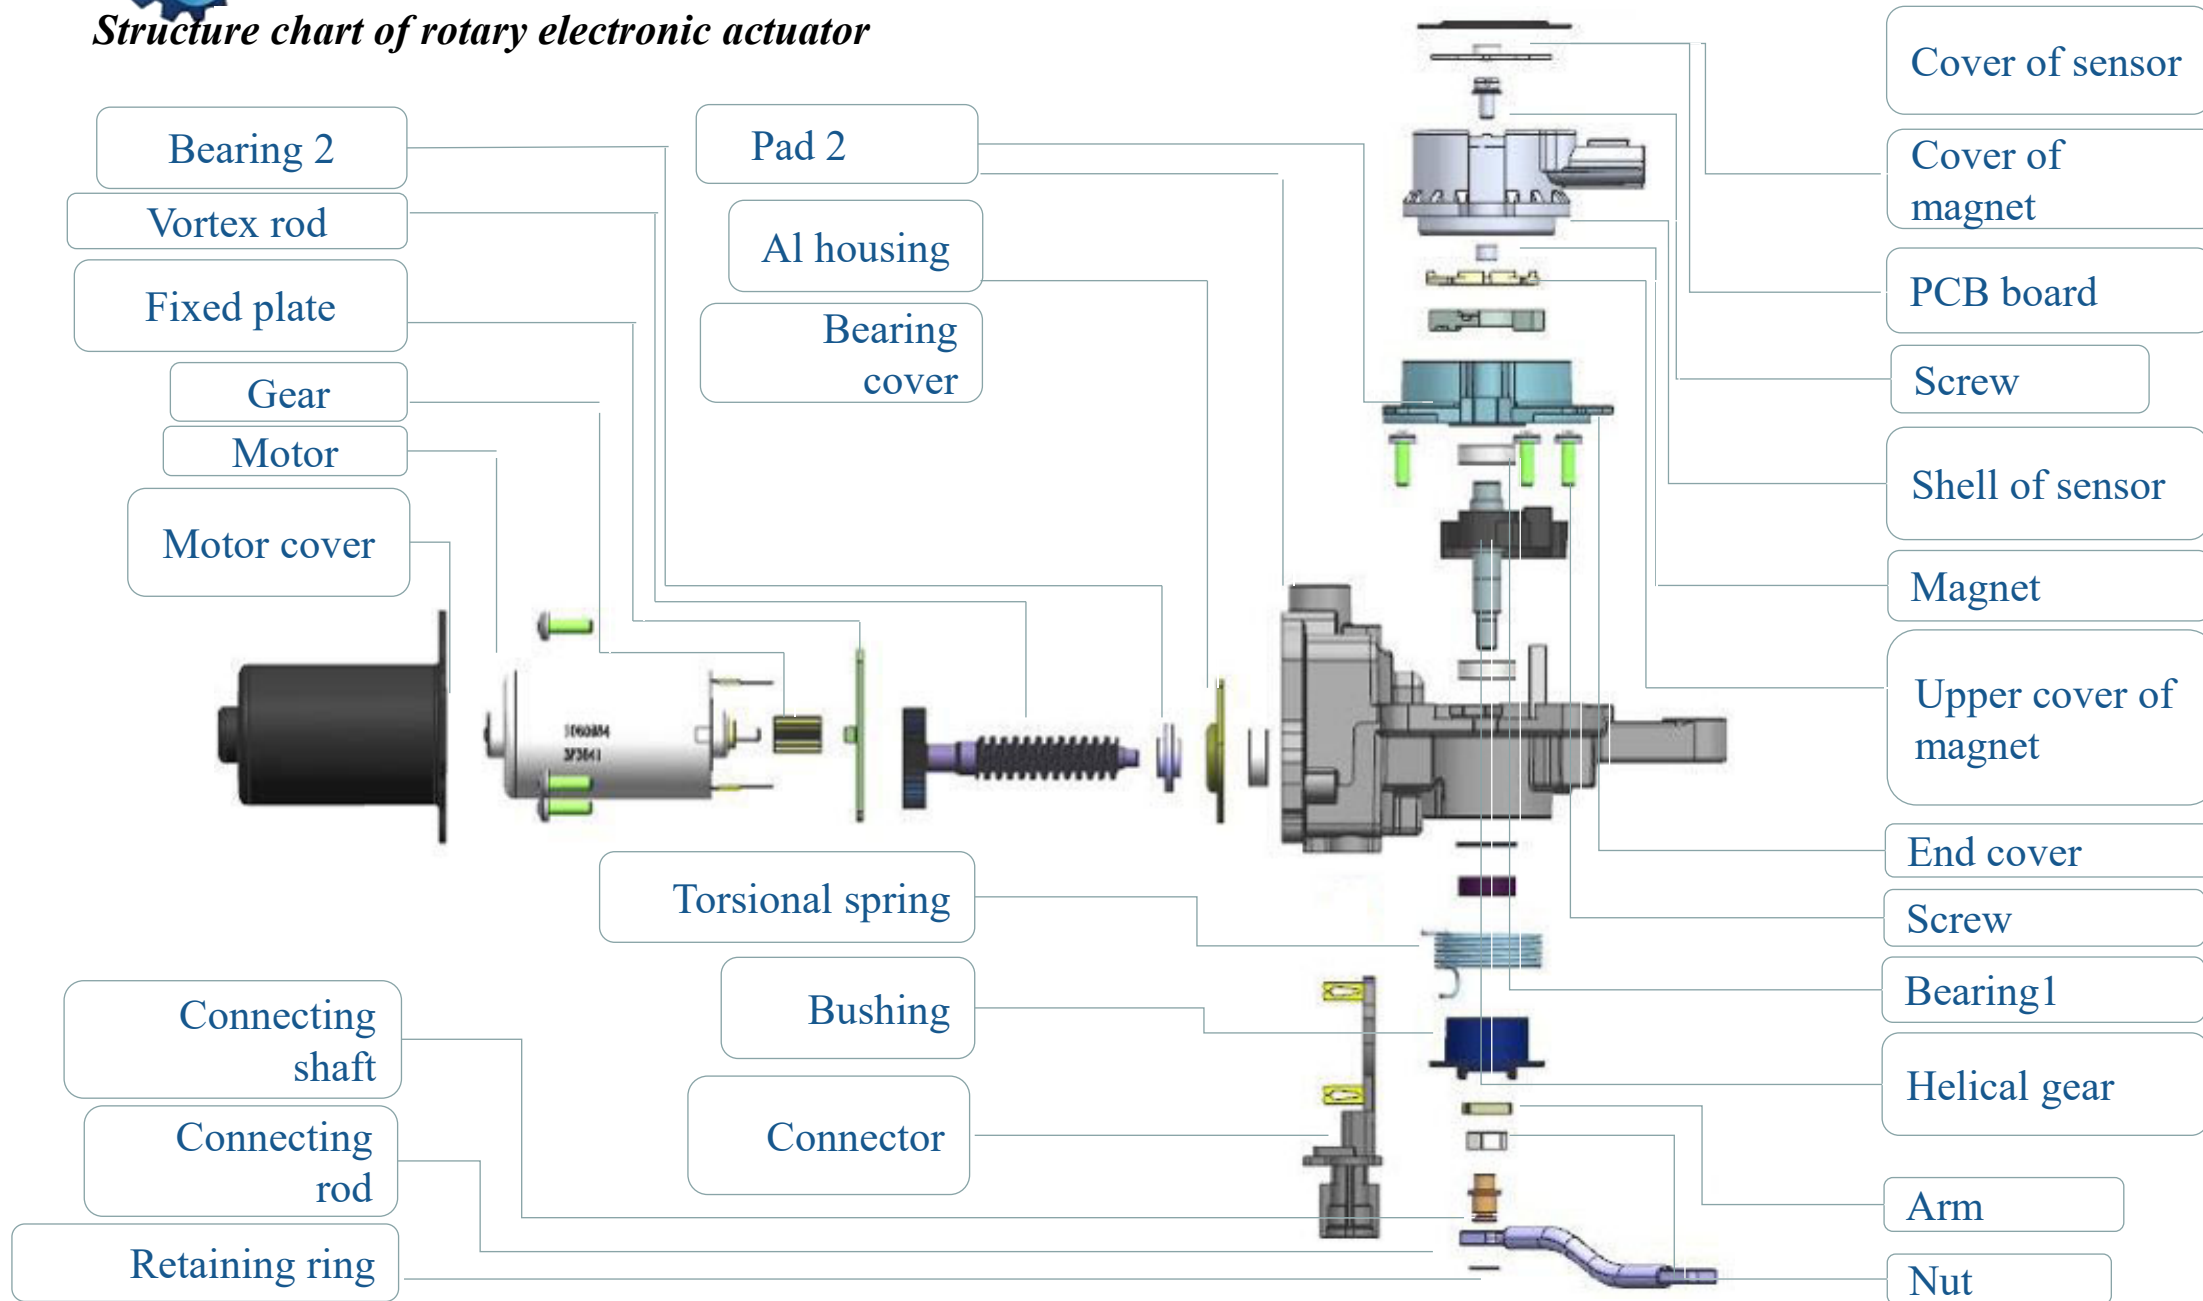 Structure chart of rotary electronic actuator
Bearing 2
Vortex rod
Fixed plate
Gear
Motor
Motor cover
Pad 2
Al housing
Bearing
cover
Cover of sensor
Cover of
magnet
PCB board
Screw
Shell of sensor
Magnet
Upper cover of
magnet
End cover
Screw
Bearing1
Helical gear
Arm
Nut
Torsional spring
Bushing
Connector
Connecting
shaft
Connecting
rod
Retaining ring